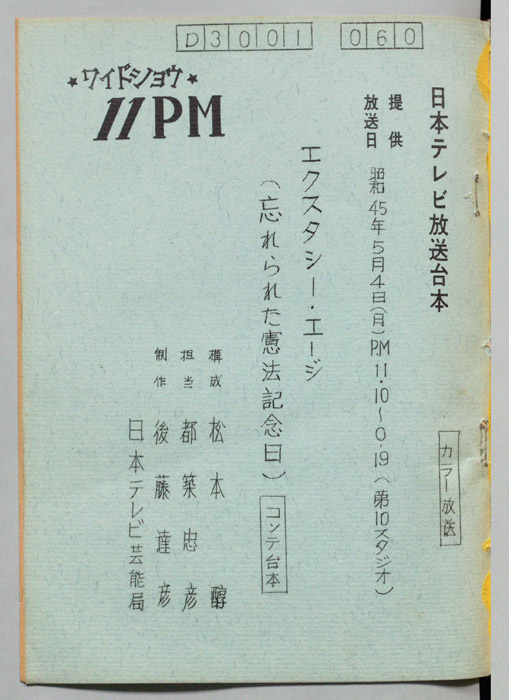 D3001 060
日本テレビ放送台本
カラー放送
提供
放送日 昭和45年5月4日(月)P.M 11.10〜0.19(第10スタジオ)
★ワイドショウ★
11PM
エクスタシー・エージ
(忘れられた憲法記念日)
コンテ台本
構成 松本 醇
担当 都築忠彦
制作 後藤達彦
日本テレビ芸能局